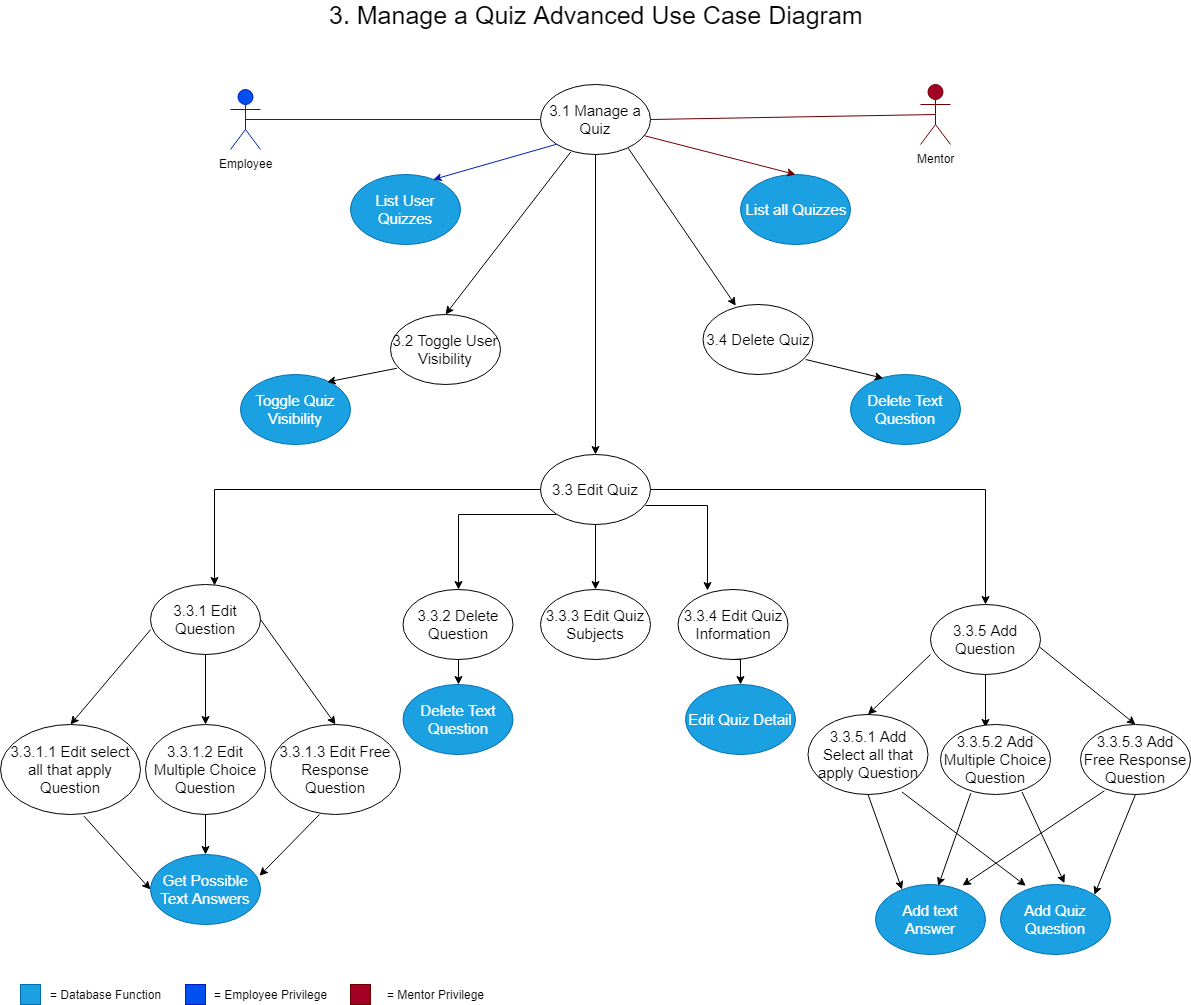 3. Manage a Quiz Advanced Use Case Diagram
3.1 Manage a
Quiz
Employee
Mentor
List User
Quizzes
List all Quizzes
3.2 Toggle User
Visibility
3.4 Delete Quiz
Toggle Quiz
Visibility
Delete Text
Question
3.3 Edit Quiz
3.3.1 Edit
Question
3.3.2 Delete
Question
3.3.3 Edit Quiz
Subjects
3.3.4 Edit Quiz
Information
3.3.5 Add
Question
Delete Text
Question
Edit Quiz Detail
3.3.1.1 Edit select
all that apply
Question
3.3.1.2 Edit
Multiple Choice
Question
3.3.1.3 Edit Free
Response
Question
3.3.5.1 Add
Select all that
apply Question
3.3.5.2 Add
Multiple Choice
Question
3.3.5.3 Add
Free Response
Question
Get Possible
Text Answers
Add text
Answer
Add Quiz
Question
= Database Function
= Employee Privilege
= Mentor Privilege